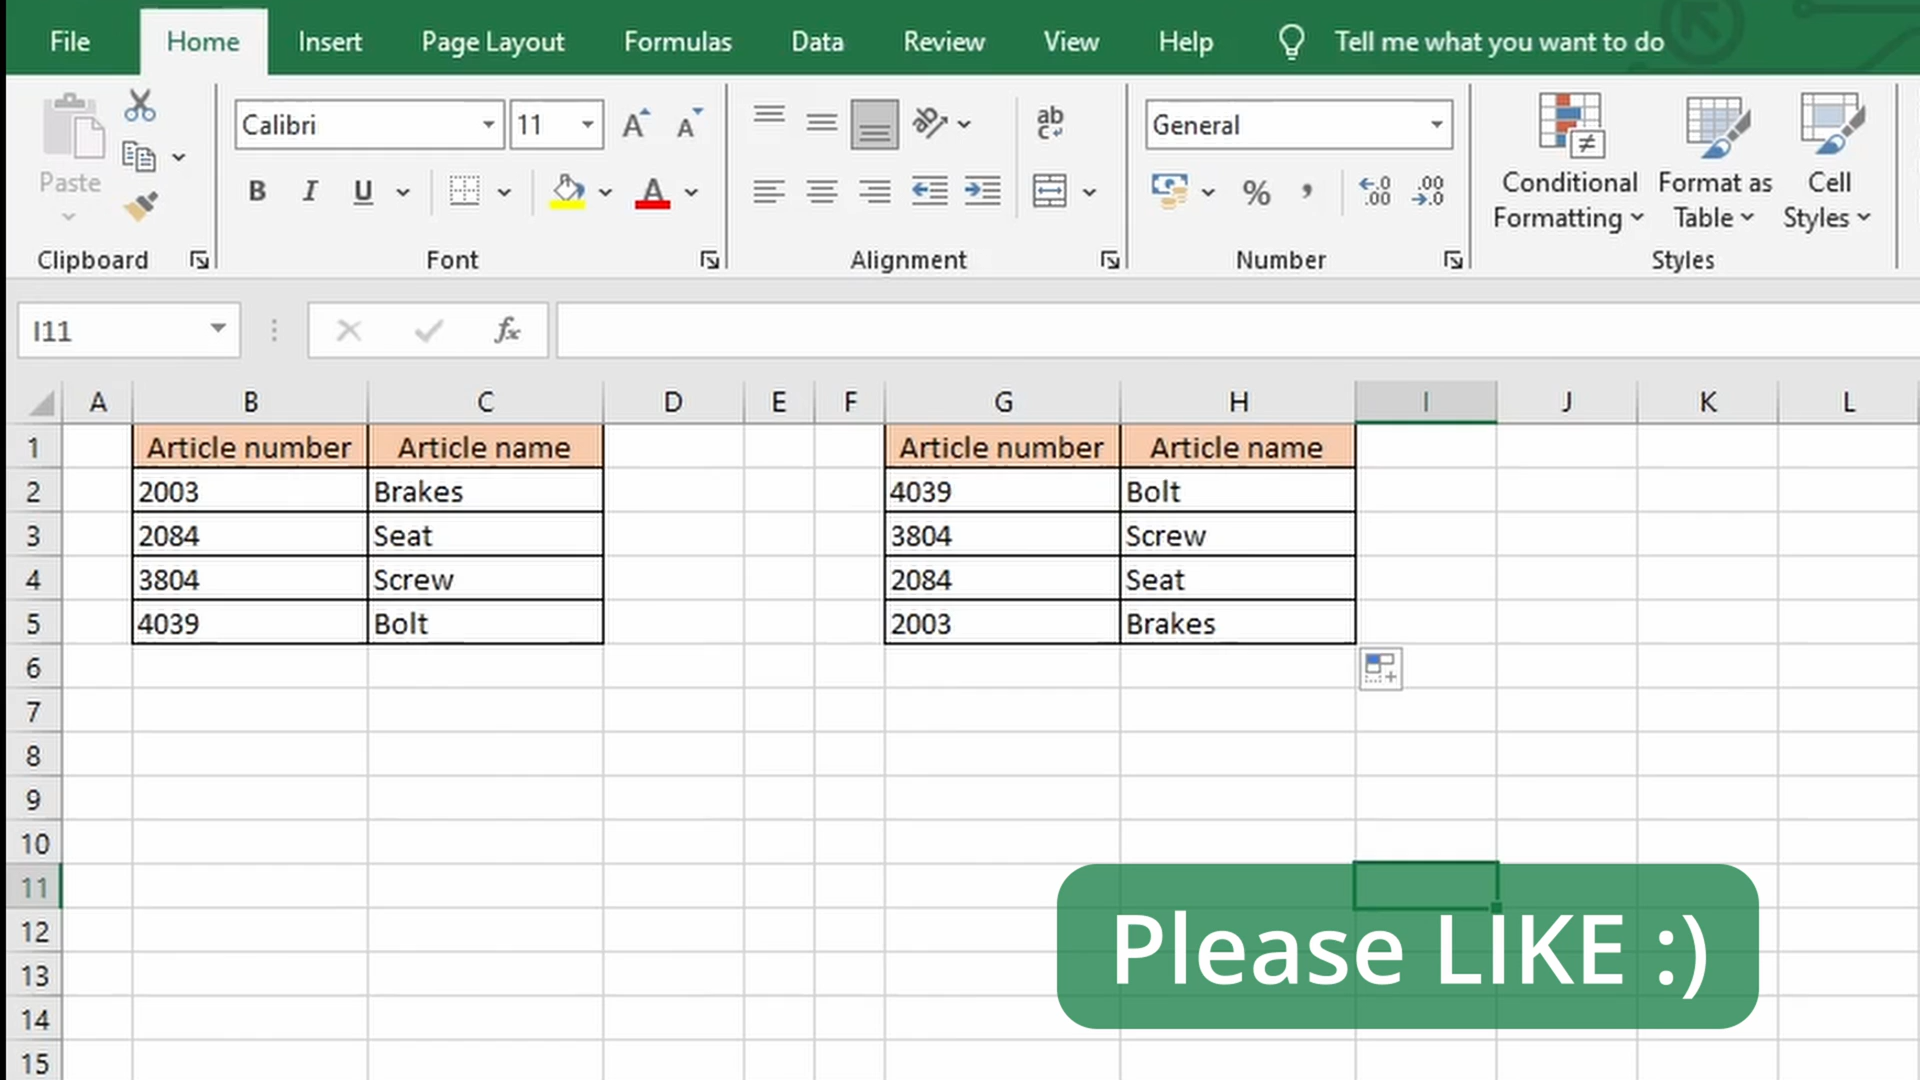 File Home Insert Page Layout Formulas Data Review View Help Tell me what you want to do
Paste
Clipboard
Calibri 11
B I U A
Font
ab
c
Alignment
General
% ,
Number
Conditional Formatting
Format as Table
Cell Styles
Styles
I11
fx
A B C D E F G H I J K L
1 Article number Article name Article number Article name
2 2003 Brakes 4039 Bolt
3 2084 Seat 3804 Screw
4 3804 Screw 2084 Seat
5 4039 Bolt 2003 Brakes
6
7
8
9
10
11
12
13
14
15
Please LIKE :)